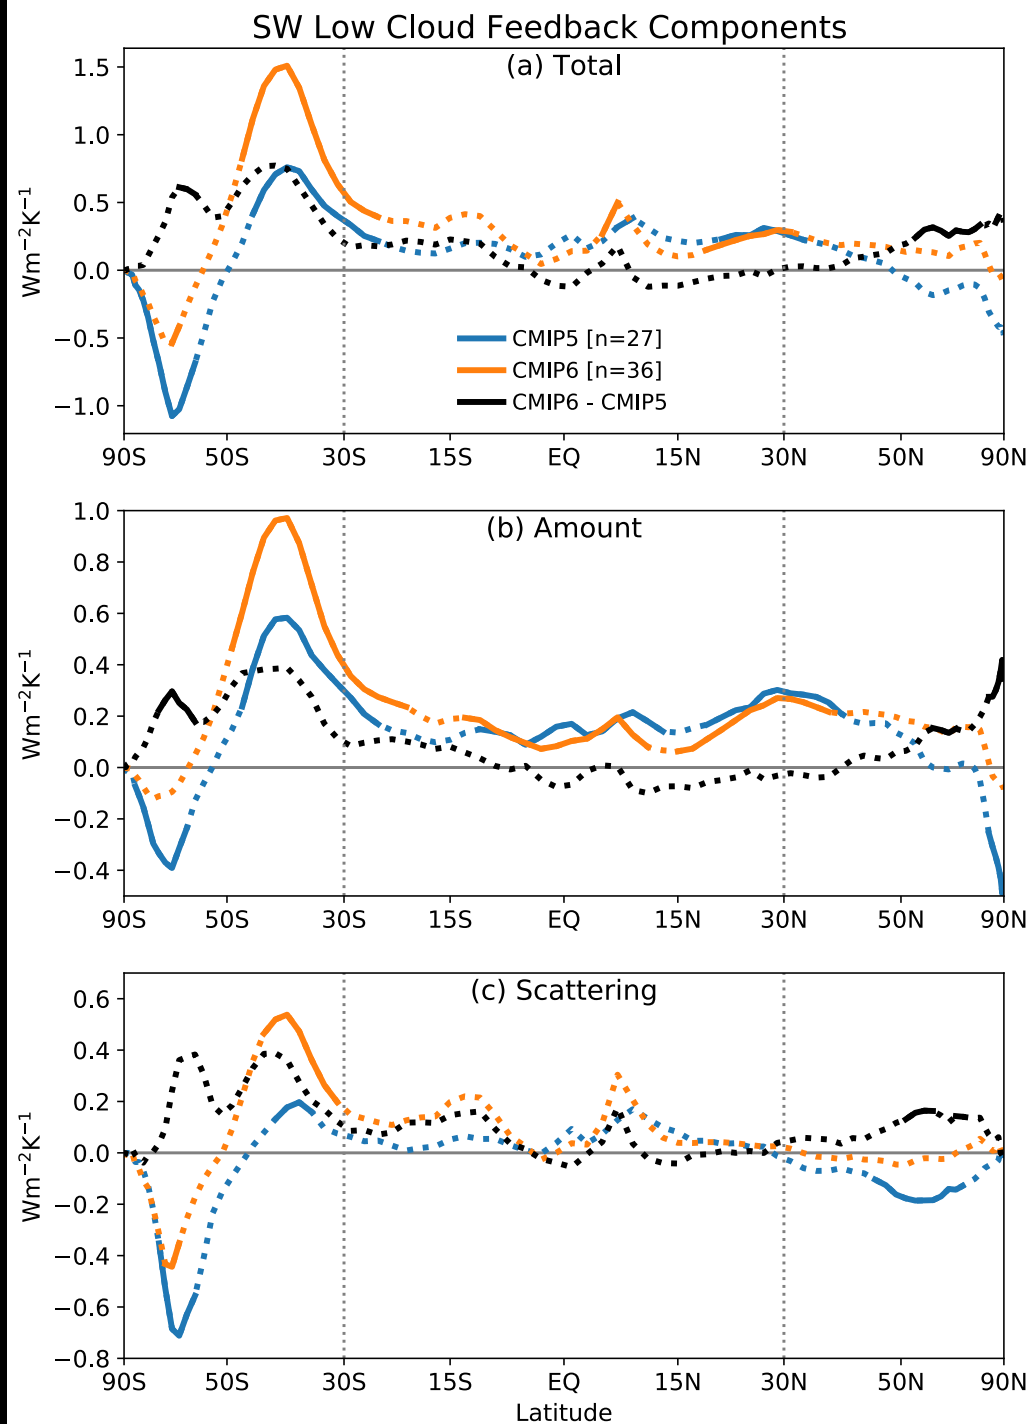 SW Low Cloud Feedback Components
(a) Total
1.5
1.0
0.5
0.0
−0.5
−1.0
Wm−2K−1
CMIP5 [n=27]
CMIP6 [n=36]
CMIP6 - CMIP5
90S 50S 30S 15S EQ 15N 30N 50N 90N
(b) Amount
1.0
0.8
0.6
0.4
0.2
0.0
−0.2
−0.4
Wm−2K−1
90S 50S 30S 15S EQ 15N 30N 50N 90N
(c) Scattering
0.6
0.4
0.2
0.0
−0.2
−0.4
−0.6
−0.8
Wm−2K−1
90S 50S 30S 15S EQ 15N 30N 50N 90N
Latitude